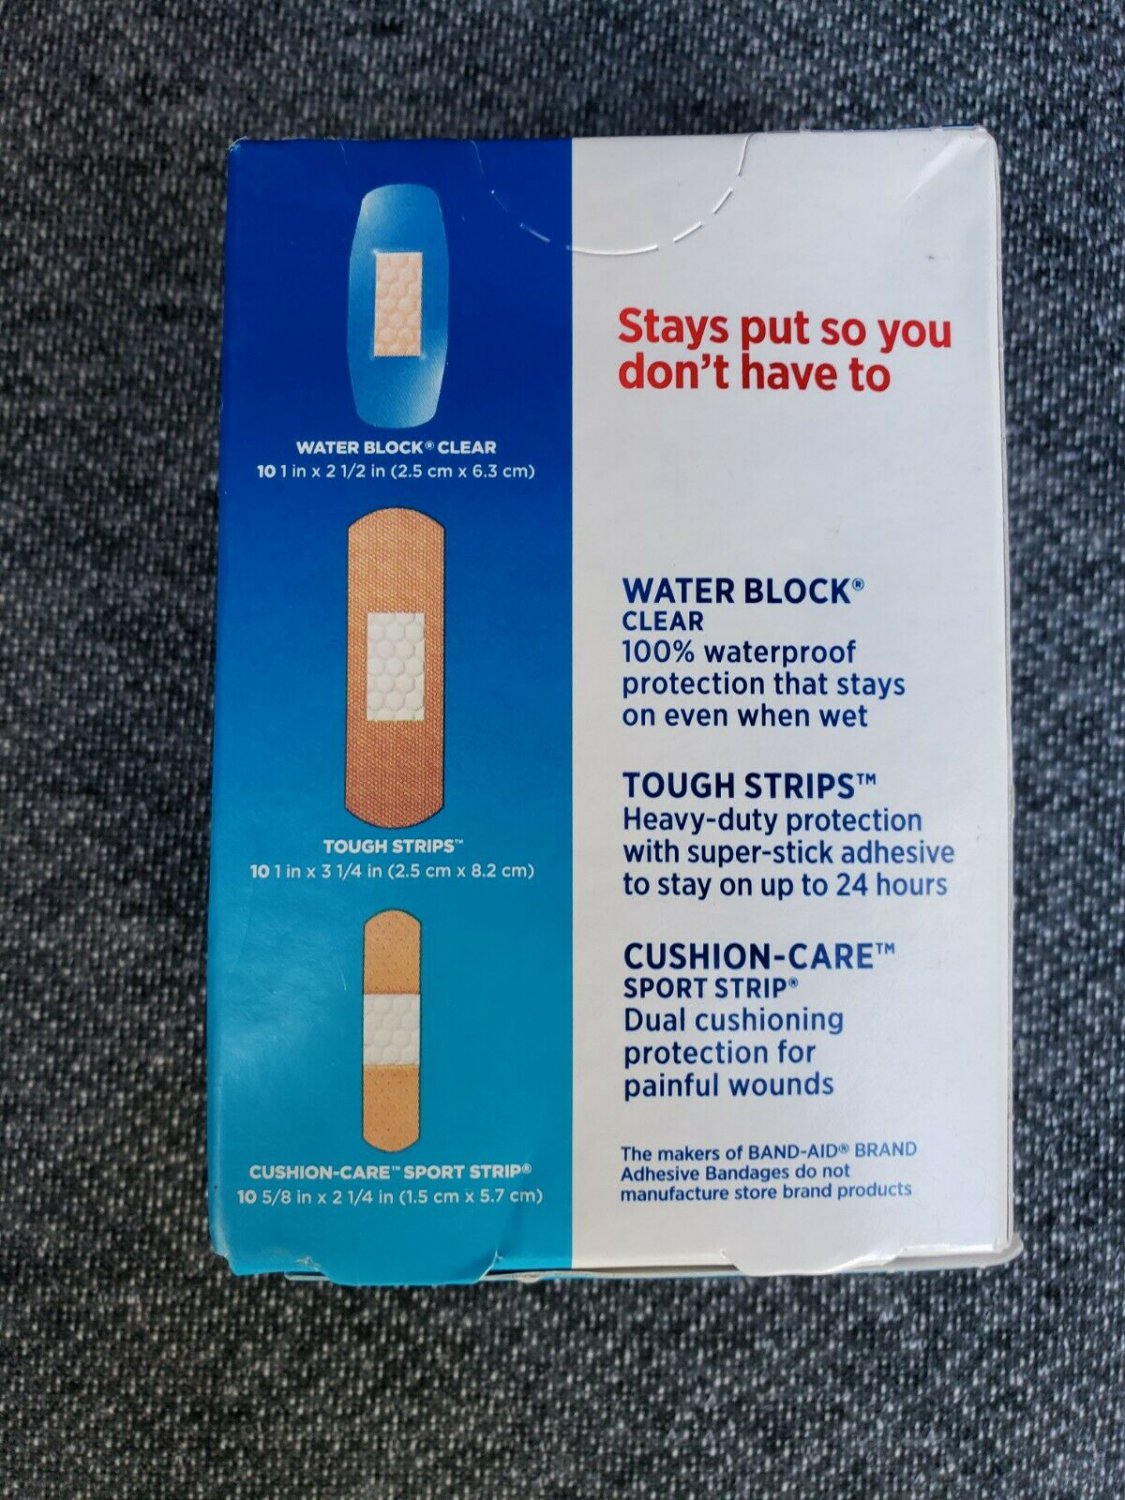 WATER BLOCK® CLEAR
10 1 in x 2 1/2 in (2.5 cm x 6.3 cm)
TOUGH STRIPS™
10 1 in x 3 1/4 in (2.5 cm x 8.2 cm)
CUSHION-CARE™ SPORT STRIP®
10 5/8 in x 2 1/4 in (1.5 cm x 5.7 cm)
Stays put so you
don't have to
WATER BLOCK®
CLEAR
100% waterproof
protection that stays
on even when wet
TOUGH STRIPS™
Heavy-duty protection
with super-stick adhesive
to stay on up to 24 hours
CUSHION-CARE™
SPORT STRIP®
Dual cushioning
protection for
painful wounds
The makers of BAND-AID® BRAND
Adhesive Bandages do not
manufacture store brand products